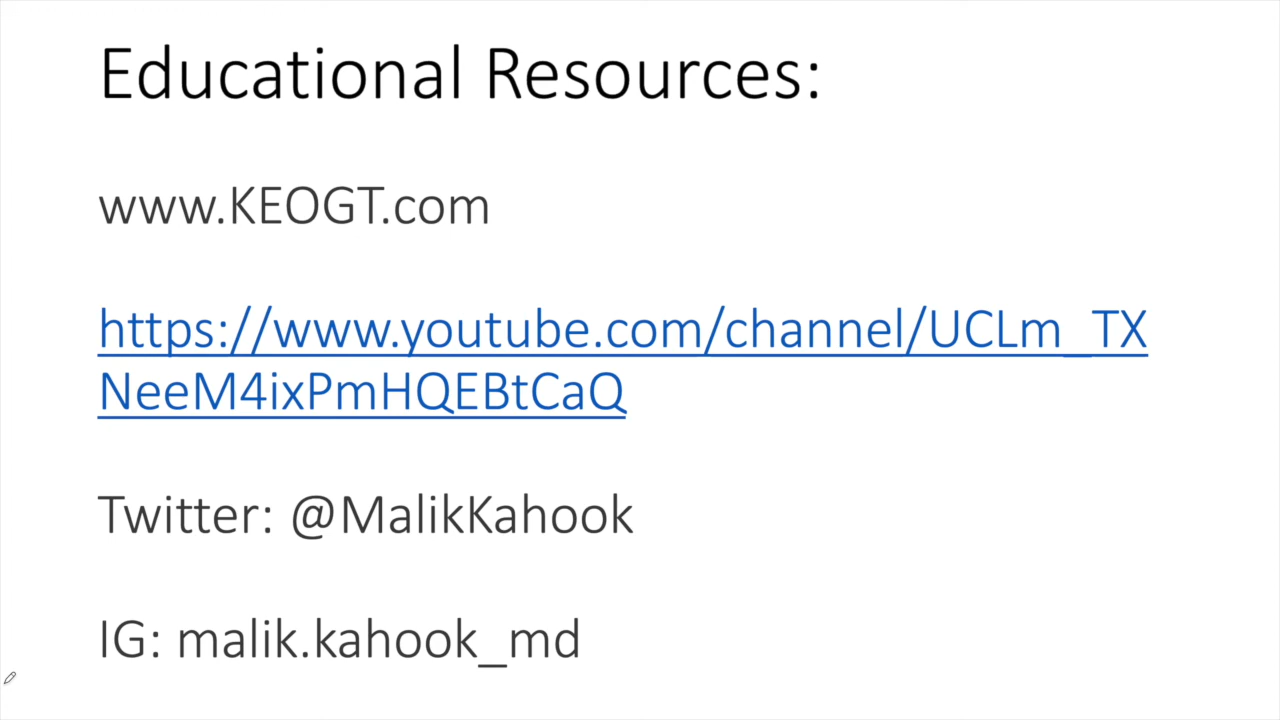 Educational Resources:
www.KEOGT.com
https://www.youtube.com/channel/UCLm_TX
NeeM4ixPmHQEBtCaQ
Twitter: @MalikKahook
IG: malik.kahook_md